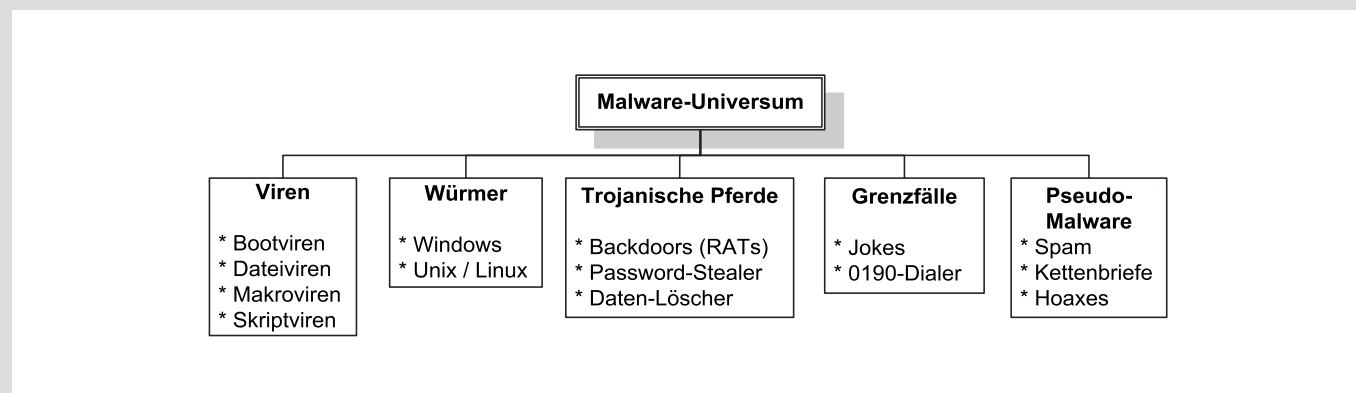 Malware-Universum
Viren
* Bootviren
* Dateiviren
* Makroviren
* Skriptviren
Würmer
* Windows
* Unix / Linux
Trojanische Pferde
* Backdoors (RATs)
* Password-Stealer
* Daten-Löscher
Grenzfälle
* Jokes
* 0190-Dialer
Pseudo-
Malware
* Spam
* Kettenbriefe
* Hoaxes